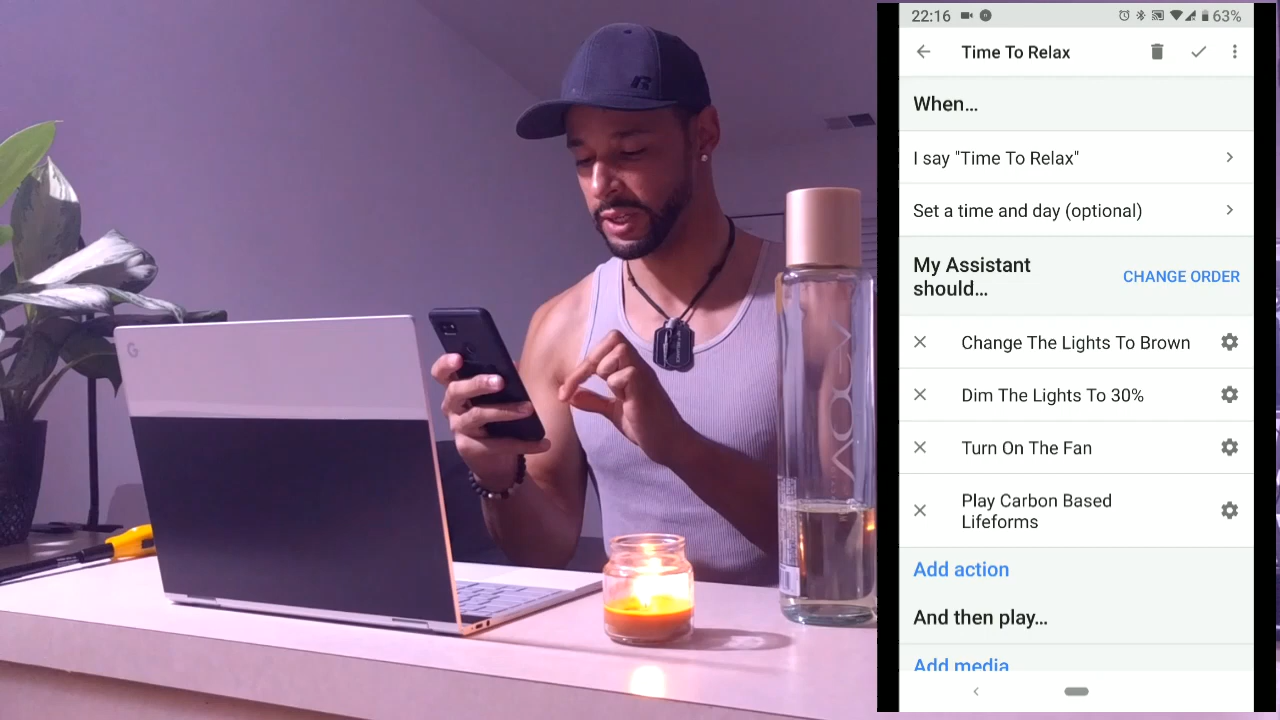 22:16
63%
Time To Relax
When...
I say "Time To Relax"
Set a time and day (optional)
My Assistant
should...
CHANGE ORDER
Change The Lights To Brown
Dim The Lights To 30%
Turn On The Fan
Play Carbon Based
Lifeforms
Add action
And then play...
Add media
G
VOSS